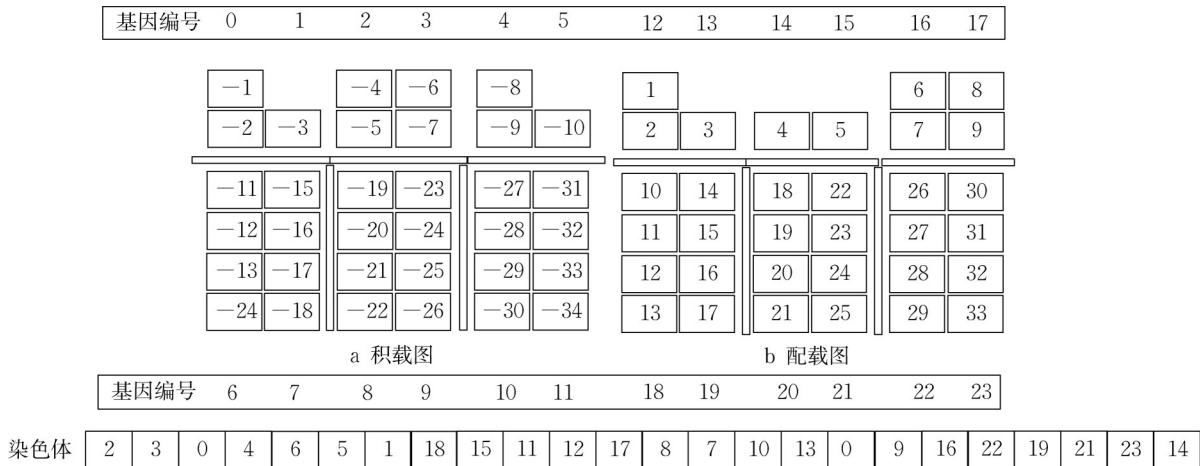 基因编号 0 1 2 3 4 5 12 13 14 15 16 17
－1 －4 －6 －8 1 6 8
－2 －3 －5 －7 －9 －10 2 3 4 5 7 9
－11 －15 －19 －23 －27 －31 10 14 18 22 26 30
－12 －16 －20 －24 －28 －32 11 15 19 23 27 31
－13 －17 －21 －25 －29 －33 12 16 20 24 28 32
－24 －18 －22 －26 －30 －34 13 17 21 25 29 33
a 积载图 b 配载图
基因编号 6 7 8 9 10 11 18 19 20 21 22 23
染色体 2 3 0 4 6 5 1 18 15 11 12 17 8 7 10 13 0 9 16 22 19 21 23 14